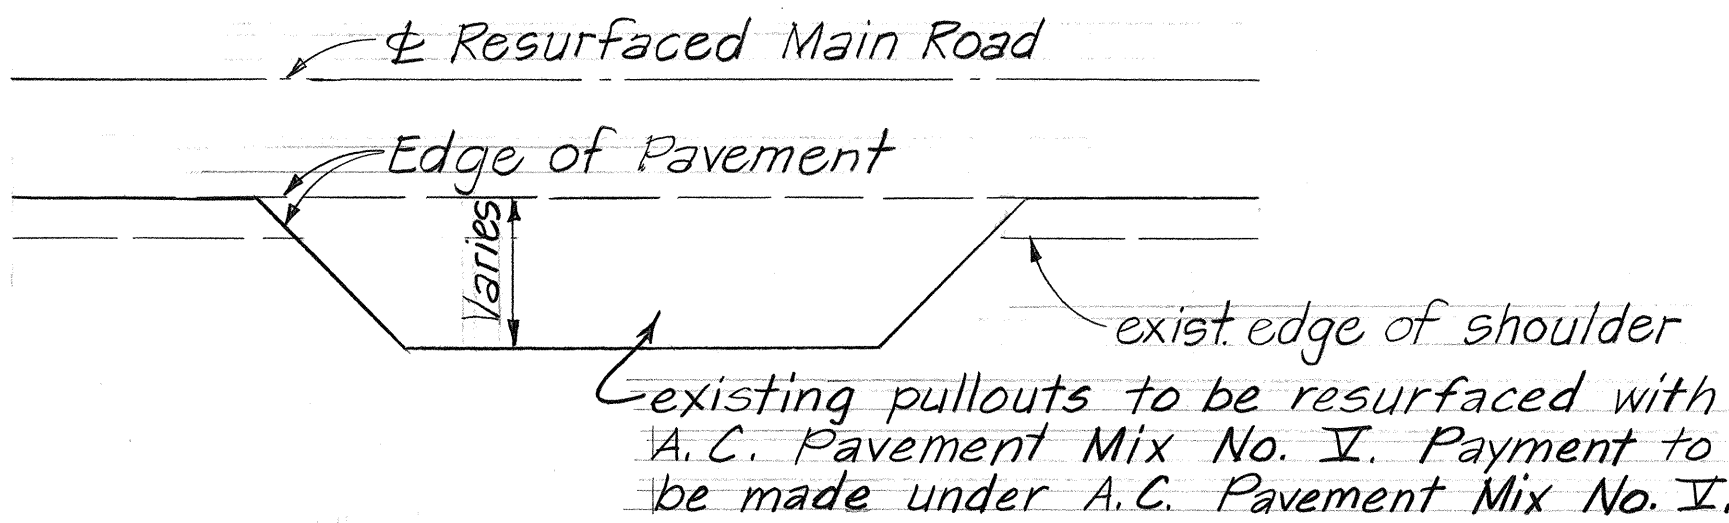 ℄ Resurfaced Main Road
Edge of Pavement
Varies
exist. edge of shoulder
existing pullouts to be resurfaced with
A.C. Pavement Mix No. V. Payment to
be made under A.C. Pavement Mix No. V.